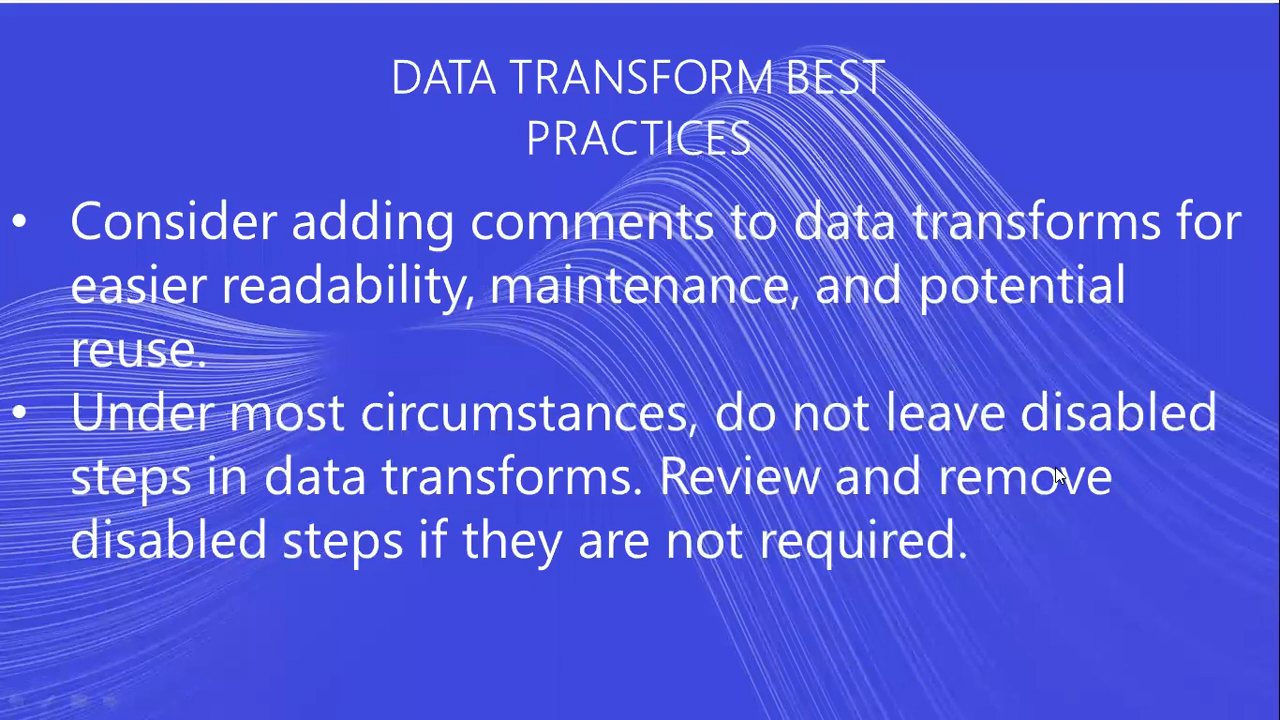 DATA TRANSFORM BEST
PRACTICES
• Consider adding comments to data transforms for
easier readability, maintenance, and potential
reuse.
• Under most circumstances, do not leave disabled
steps in data transforms. Review and remove
disabled steps if they are not required.